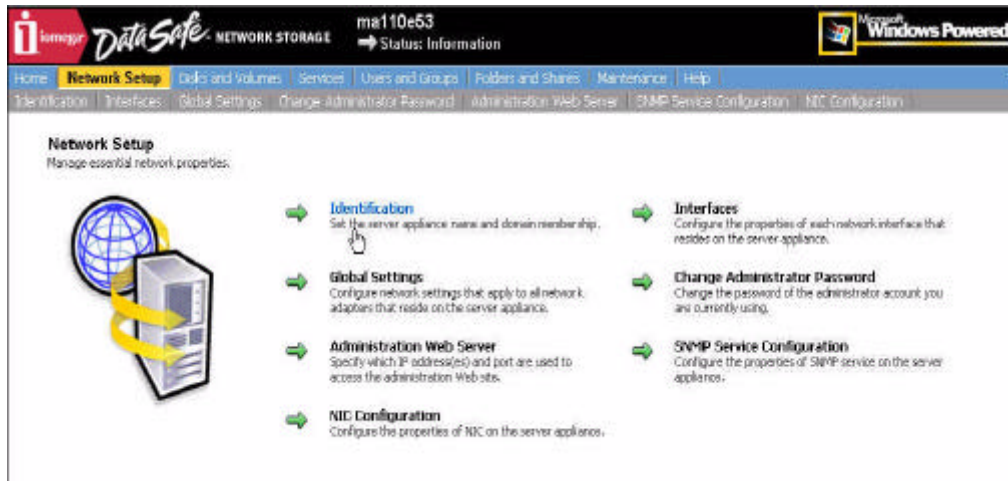 ma110e53
iomega DataSafe NETWORK STORAGE
Status: Information
Microsoft
Windows Powered
Home Network Setup Disks and Volumes Services Users and Groups Folders and Shares Maintenance Help
Identification Interfaces Global Settings Change Administrator Password Administration Web Server SNMP Service Configuration NIC Configuration
Network Setup
Manage essential network properties.
Identification
Set the server appliance name and domain membership.
Interfaces
Configure the properties of each network interface that
resides on the server appliance.
Global Settings
Configure network settings that apply to all network
adapters that reside on the server appliance.
Change Administrator Password
Change the password of the administrator account you
are currently using.
Administration Web Server
Specify which IP address(es) and port are used to
access the administration Web site.
SNMP Service Configuration
Configure the properties of SNMP service on the server
appliance.
NIC Configuration
Configure the properties of NIC on the server appliance.